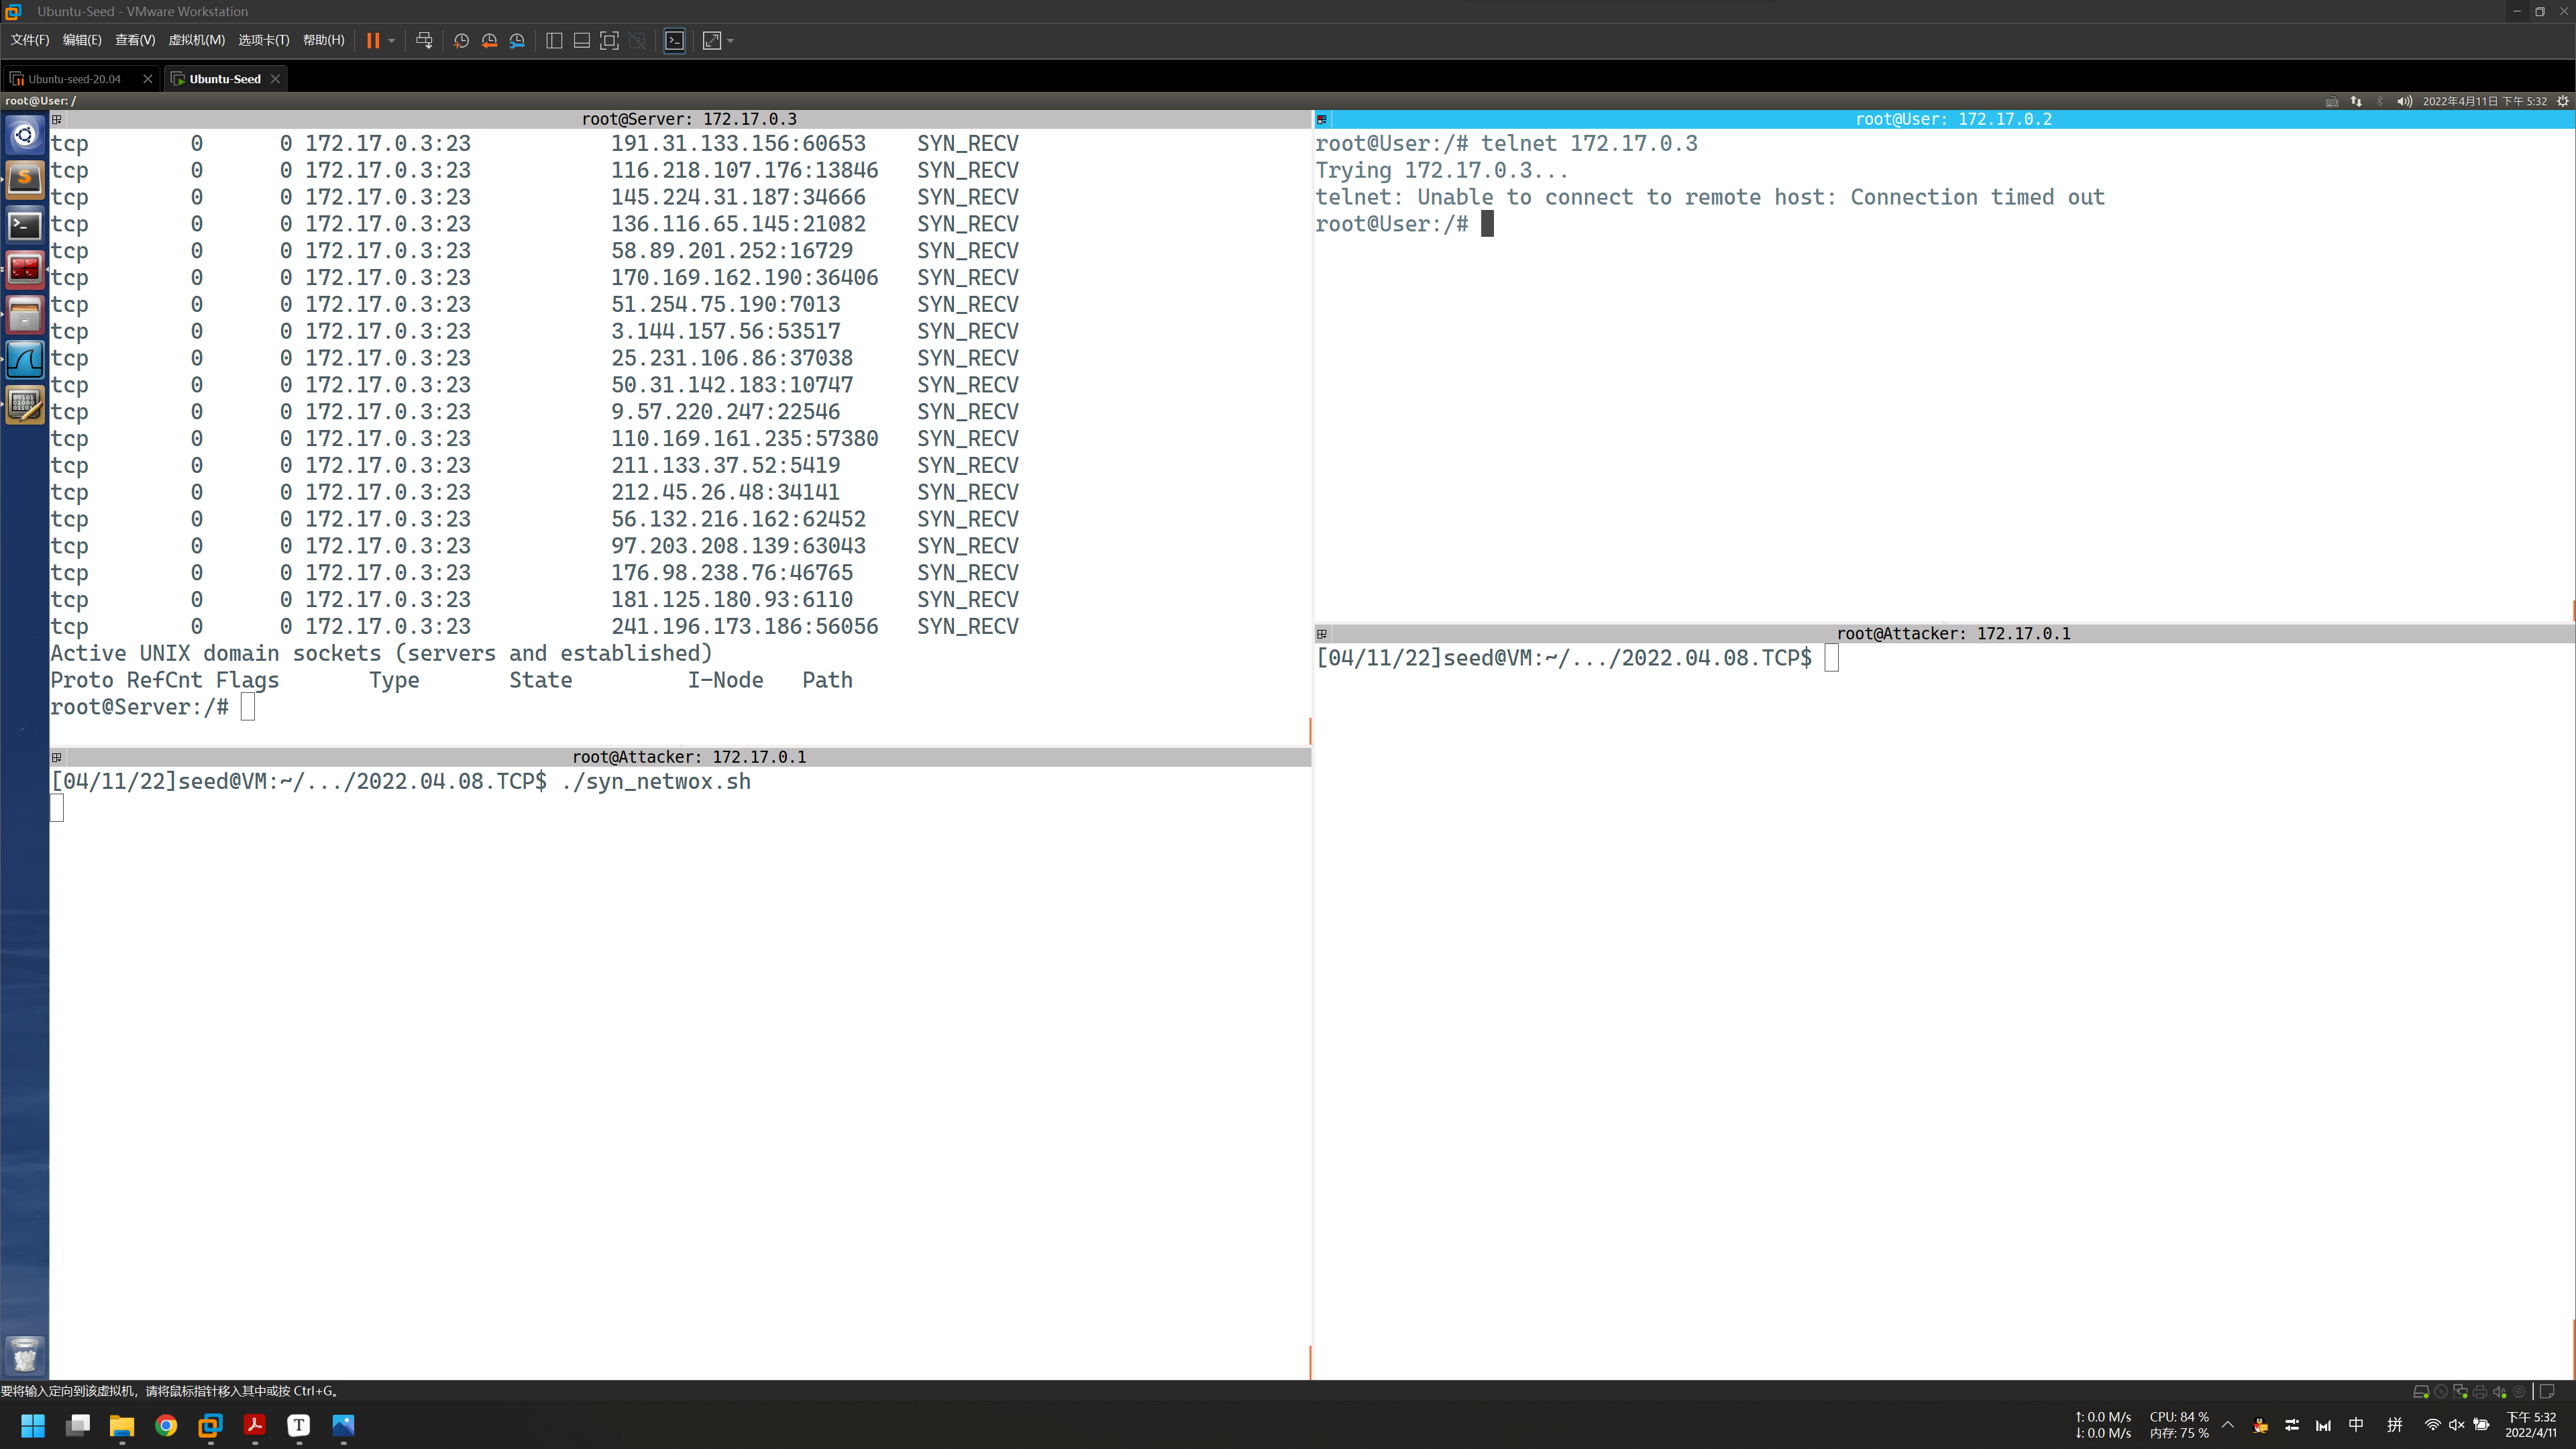 Ubuntu-Seed - VMware Workstation
文件(F) 编辑(E) 查看(V) 虚拟机(M) 选项卡(T) 帮助(H)
Ubuntu-seed-20.04 Ubuntu-Seed
root@User: / 2022年4月11日 下午 5:32
root@Server: 172.17.0.3
tcp 0 0 172.17.0.3:23 191.31.133.156:60653 SYN_RECV
tcp 0 0 172.17.0.3:23 116.218.107.176:13846 SYN_RECV
tcp 0 0 172.17.0.3:23 145.224.31.187:34666 SYN_RECV
tcp 0 0 172.17.0.3:23 136.116.65.145:21082 SYN_RECV
tcp 0 0 172.17.0.3:23 58.89.201.252:16729 SYN_RECV
tcp 0 0 172.17.0.3:23 170.169.162.190:36406 SYN_RECV
tcp 0 0 172.17.0.3:23 51.254.75.190:7013 SYN_RECV
tcp 0 0 172.17.0.3:23 3.144.157.56:53517 SYN_RECV
tcp 0 0 172.17.0.3:23 25.231.106.86:37038 SYN_RECV
tcp 0 0 172.17.0.3:23 50.31.142.183:10747 SYN_RECV
tcp 0 0 172.17.0.3:23 9.57.220.247:22546 SYN_RECV
tcp 0 0 172.17.0.3:23 110.169.161.235:57380 SYN_RECV
tcp 0 0 172.17.0.3:23 211.133.37.52:5419 SYN_RECV
tcp 0 0 172.17.0.3:23 212.45.26.48:34141 SYN_RECV
tcp 0 0 172.17.0.3:23 56.132.216.162:62452 SYN_RECV
tcp 0 0 172.17.0.3:23 97.203.208.139:63043 SYN_RECV
tcp 0 0 172.17.0.3:23 176.98.238.76:46765 SYN_RECV
tcp 0 0 172.17.0.3:23 181.125.180.93:6110 SYN_RECV
tcp 0 0 172.17.0.3:23 241.196.173.186:56056 SYN_RECV
Active UNIX domain sockets (servers and established)
Proto RefCnt Flags Type State I-Node Path
root@Server:/#
root@Attacker: 172.17.0.1
[04/11/22]seed@VM:~/.../2022.04.08.TCP$ ./syn_netwox.sh
root@User: 172.17.0.2
root@User:/# telnet 172.17.0.3
Trying 172.17.0.3...
telnet: Unable to connect to remote host: Connection timed out
root@User:/#
root@Attacker: 172.17.0.1
[04/11/22]seed@VM:~/.../2022.04.08.TCP$
要将输入定向到该虚拟机，请将鼠标指针移入其中或按 Ctrl+G。
↑: 0.0 M/s CPU: 84 %
↓: 0.0 M/s 内存: 75 %
中 拼
下午 5:32
2022/4/11